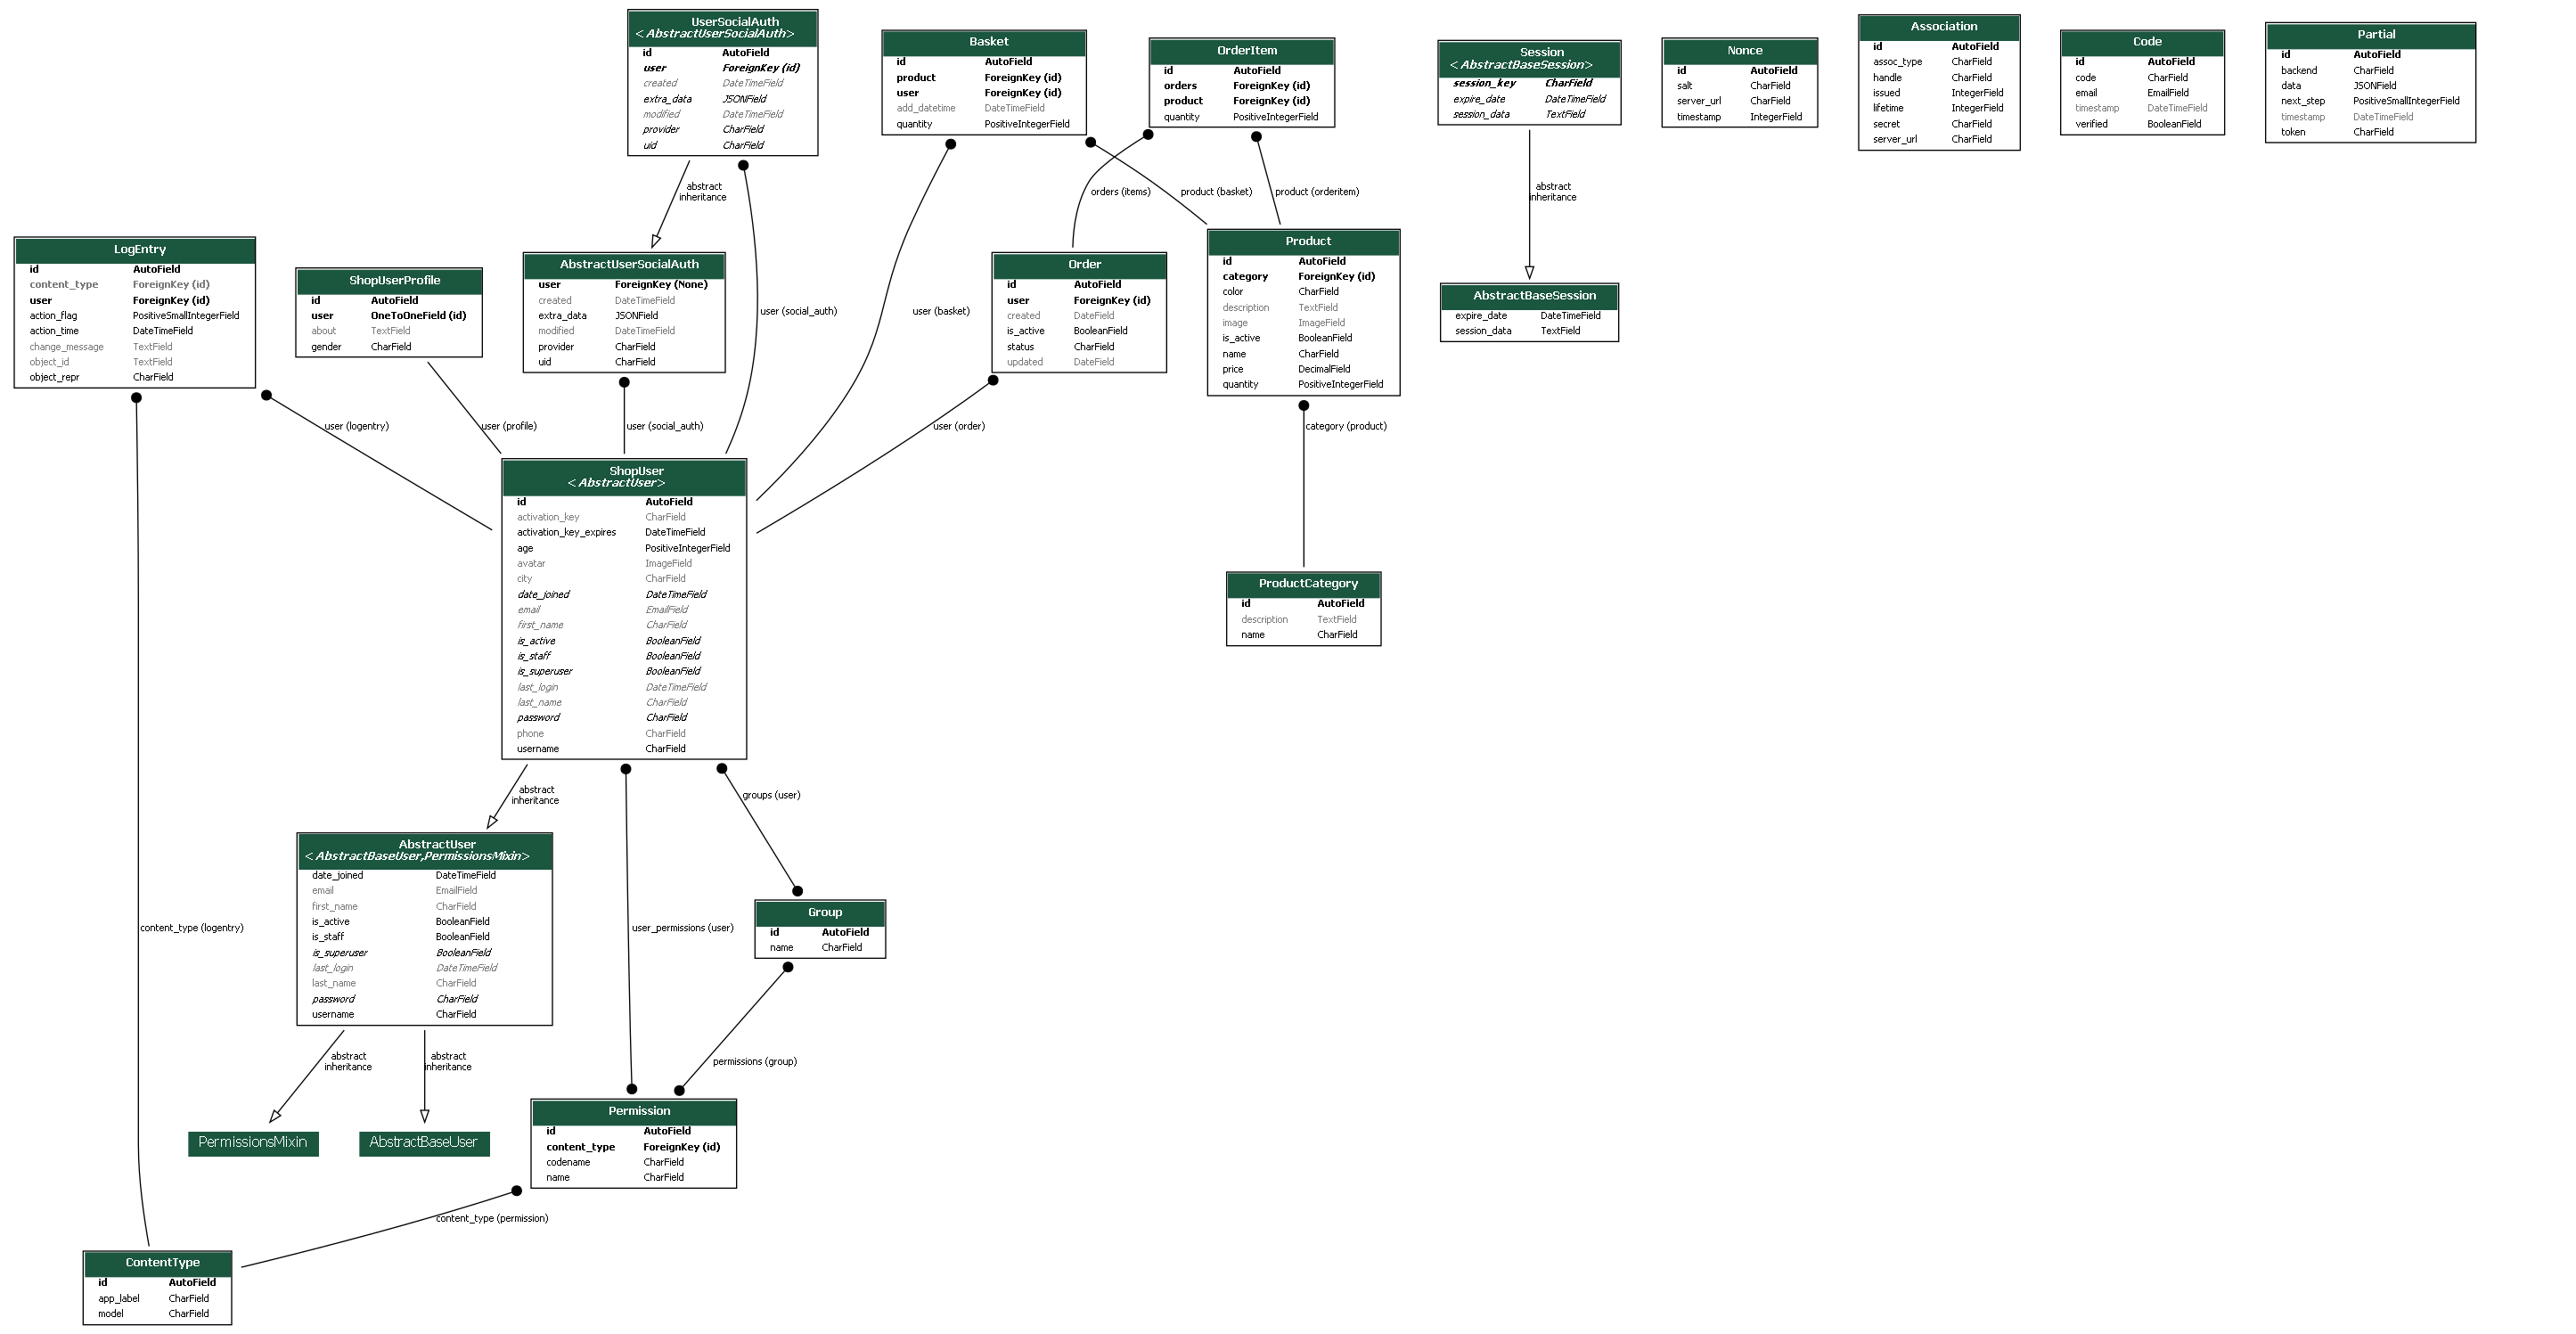 UserSocialAuth
<AbstractUserSocialAuth>
id AutoField
user ForeignKey (id)
created DateTimeField
extra_data JSONField
modified DateTimeField
provider CharField
uid CharField
Basket
id AutoField
product ForeignKey (id)
user ForeignKey (id)
add_datetime DateTimeField
quantity PositiveIntegerField
OrderItem
id AutoField
orders ForeignKey (id)
product ForeignKey (id)
quantity PositiveIntegerField
Session
<AbstractBaseSession>
session_key CharField
expire_date DateTimeField
session_data TextField
Nonce
id AutoField
salt CharField
server_url CharField
timestamp IntegerField
Association
id AutoField
assoc_type CharField
handle CharField
issued IntegerField
lifetime IntegerField
secret CharField
server_url CharField
Code
id AutoField
code CharField
email EmailField
timestamp DateTimeField
verified BooleanField
Partial
id AutoField
backend CharField
data JSONField
next_step PositiveSmallIntegerField
timestamp DateTimeField
token CharField
abstract
inheritance
orders (items)
product (basket)
product (orderitem)
abstract
inheritance
LogEntry
id AutoField
content_type ForeignKey (id)
user ForeignKey (id)
action_flag PositiveSmallIntegerField
action_time DateTimeField
change_message TextField
object_id TextField
object_repr CharField
ShopUserProfile
id AutoField
user OneToOneField (id)
about TextField
gender CharField
AbstractUserSocialAuth
user ForeignKey (None)
created DateTimeField
extra_data JSONField
modified DateTimeField
provider CharField
uid CharField
user (social_auth)
user (basket)
Order
id AutoField
user ForeignKey (id)
created DateField
is_active BooleanField
status CharField
updated DateField
Product
id AutoField
category ForeignKey (id)
color CharField
description TextField
image ImageField
is_active BooleanField
name CharField
price DecimalField
quantity PositiveIntegerField
AbstractBaseSession
expire_date DateTimeField
session_data TextField
user (logentry)
user (profile)
user (social_auth)
user (order)
category (product)
ShopUser
<AbstractUser>
id AutoField
activation_key CharField
activation_key_expires DateTimeField
age PositiveIntegerField
avatar ImageField
city CharField
date_joined DateTimeField
email EmailField
first_name CharField
is_active BooleanField
is_staff BooleanField
is_superuser BooleanField
last_login DateTimeField
last_name CharField
password CharField
phone CharField
username CharField
ProductCategory
id AutoField
description TextField
name CharField
abstract
inheritance
groups (user)
AbstractUser
<AbstractBaseUser,PermissionsMixin>
date_joined DateTimeField
email EmailField
first_name CharField
is_active BooleanField
is_staff BooleanField
is_superuser BooleanField
last_login DateTimeField
last_name CharField
password CharField
username CharField
content_type (logentry)
user_permissions (user)
Group
id AutoField
name CharField
abstract
inheritance
abstract
inheritance
permissions (group)
PermissionsMixin
AbstractBaseUser
Permission
id AutoField
content_type ForeignKey (id)
codename CharField
name CharField
content_type (permission)
ContentType
id AutoField
app_label CharField
model CharField